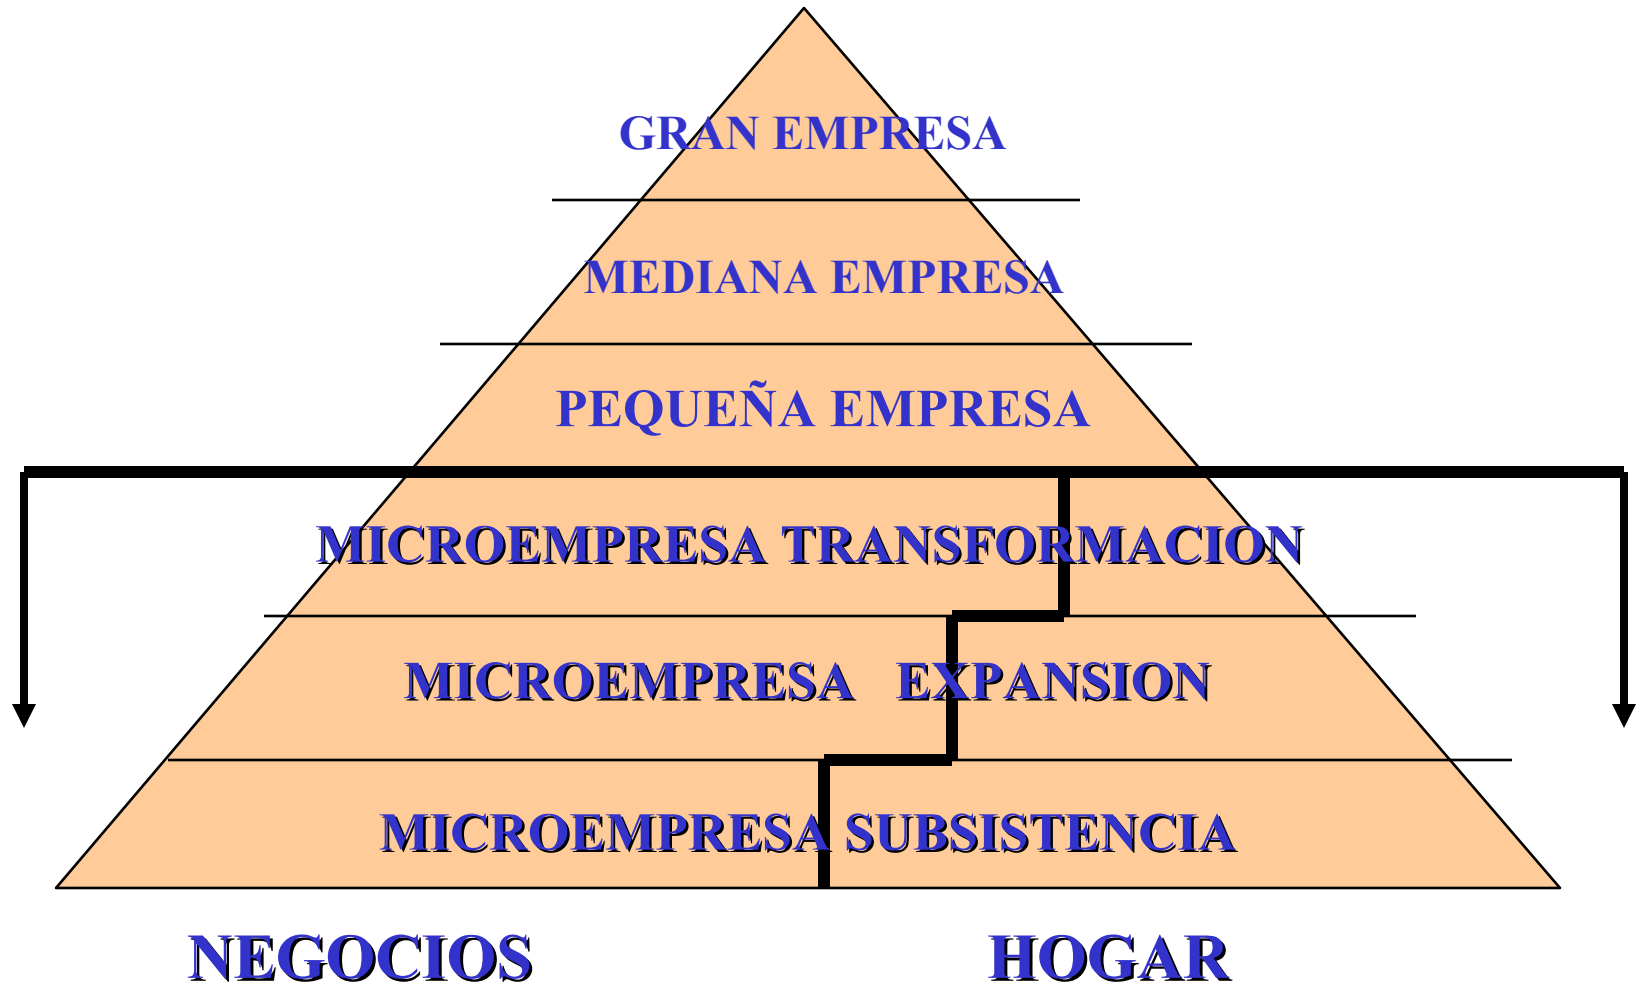 GRAN EMPRESA
MEDIANA EMPRESA
PEQUEÑA EMPRESA
MICROEMPRESA TRANSFORMACION
MICROEMPRESA EXPANSION
MICROEMPRESA SUBSISTENCIA
NEGOCIOS HOGAR